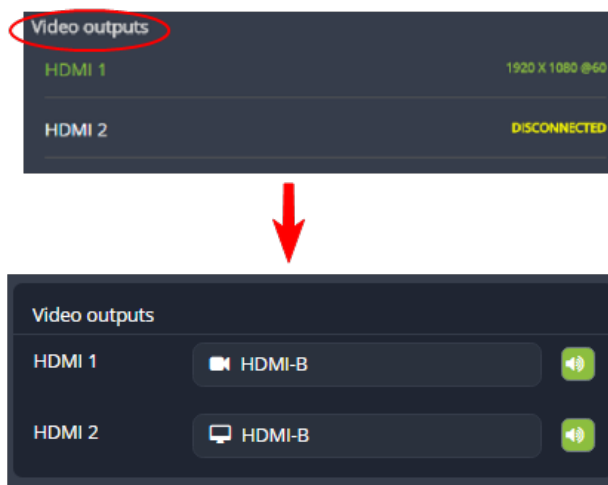 Video outputs
HDMI 1 1920 X 1080 @60
HDMI 2 DISCONNECTED
Video outputs
HDMI 1 HDMI-B
HDMI 2 HDMI-B